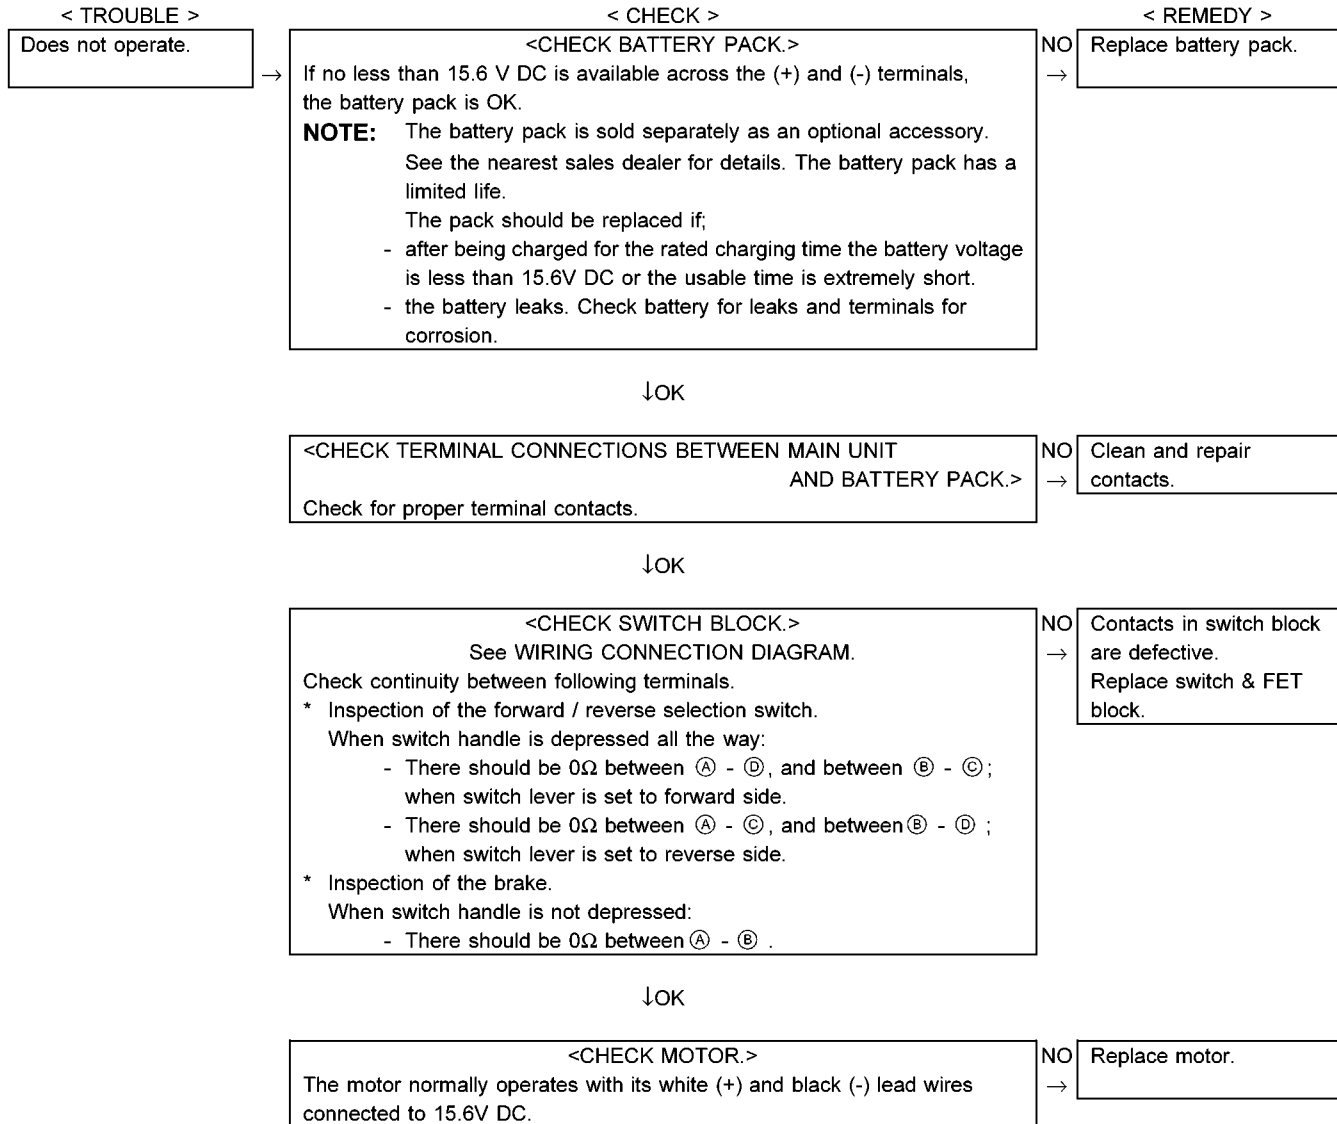 < TROUBLE >
< CHECK >
< REMEDY >
Does not operate.
→
<CHECK BATTERY PACK.>
If no less than 15.6 V DC is available across the (+) and (-) terminals,
the battery pack is OK.
NOTE: The battery pack is sold separately as an optional accessory.
See the nearest sales dealer for details. The battery pack has a
limited life.
The pack should be replaced if;
- after being charged for the rated charging time the battery voltage
is less than 15.6V DC or the usable time is extremely short.
- the battery leaks. Check battery for leaks and terminals for
corrosion.
NO
→
Replace battery pack.
↓OK
<CHECK TERMINAL CONNECTIONS BETWEEN MAIN UNIT
AND BATTERY PACK.>
Check for proper terminal contacts.
NO
→
Clean and repair
contacts.
↓OK
<CHECK SWITCH BLOCK.>
See WIRING CONNECTION DIAGRAM.
Check continuity between following terminals.
* Inspection of the forward / reverse selection switch.
When switch handle is depressed all the way:
- There should be 0Ω between Ⓐ - Ⓓ, and between Ⓑ - Ⓒ;
when switch lever is set to forward side.
- There should be 0Ω between Ⓐ - Ⓒ, and between Ⓑ - Ⓓ ;
when switch lever is set to reverse side.
* Inspection of the brake.
When switch handle is not depressed:
- There should be 0Ω between Ⓐ - Ⓑ .
NO
→
Contacts in switch block
are defective.
Replace switch & FET
block.
↓OK
<CHECK MOTOR.>
The motor normally operates with its white (+) and black (-) lead wires
connected to 15.6V DC.
NO
→
Replace motor.